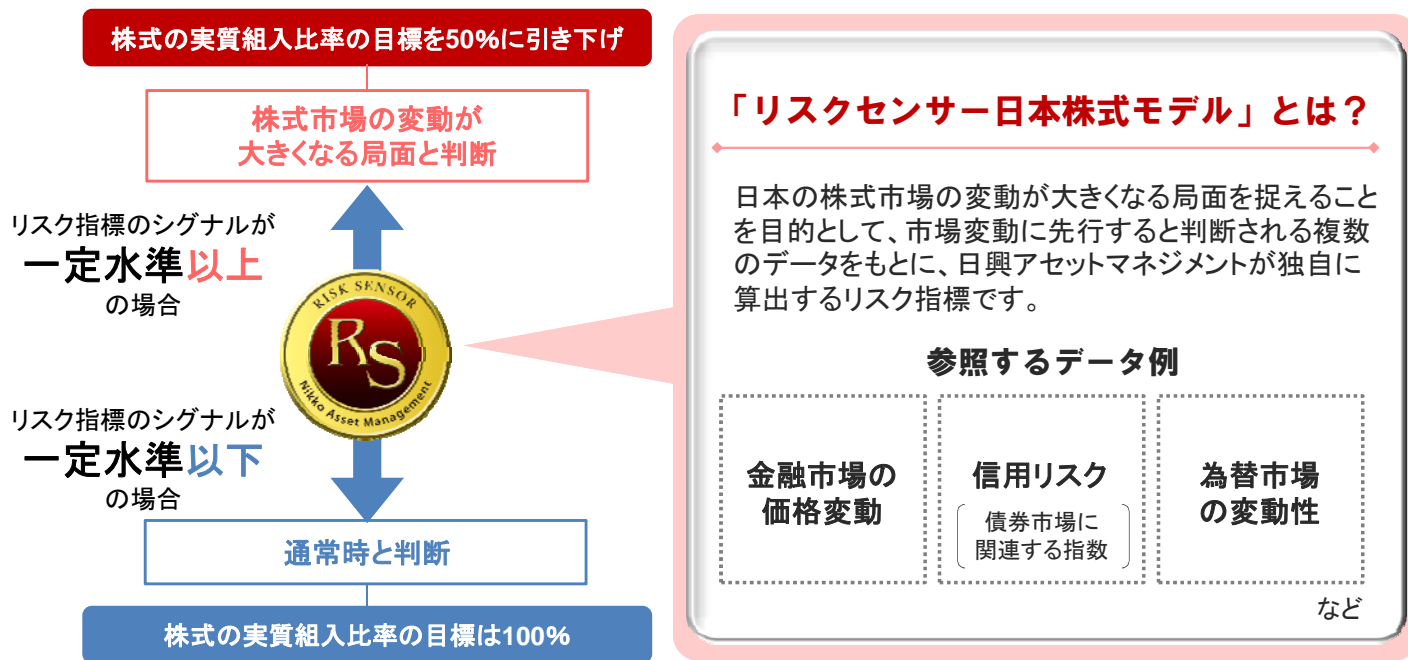 株式の実質組入比率の目標を50%に引き下げ
株式市場の変動が
大きくなる局面と判断
リスク指標のシグナルが
一定水準以上
の場合
RISK SENSOR
RS
Nikko Asset Management
リスク指標のシグナルが
一定水準以下
の場合
通常時と判断
株式の実質組入比率の目標は100%
「リスクセンサー日本株式モデル」とは？
日本の株式市場の変動が大きくなる局面を捉えること
を目的として、市場変動に先行すると判断される複数
のデータをもとに、日興アセットマネジメントが独自に
算出するリスク指標です。
参照するデータ例
金融市場の
価格変動
信用リスク
債券市場に
関連する指数
為替市場
の変動性
など